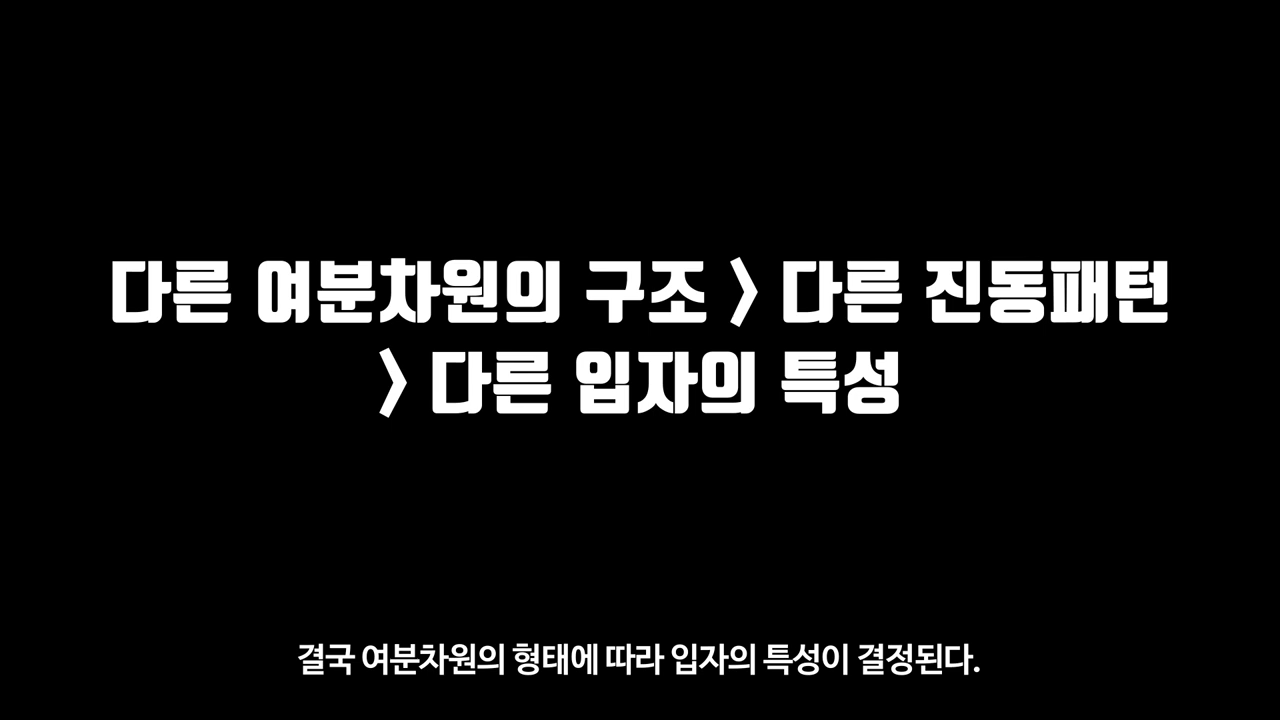 다른 여분차원의 구조 > 다른 진동패턴
> 다른 입자의 특성
결국 여분차원의 형태에 따라 입자의 특성이 결정된다.